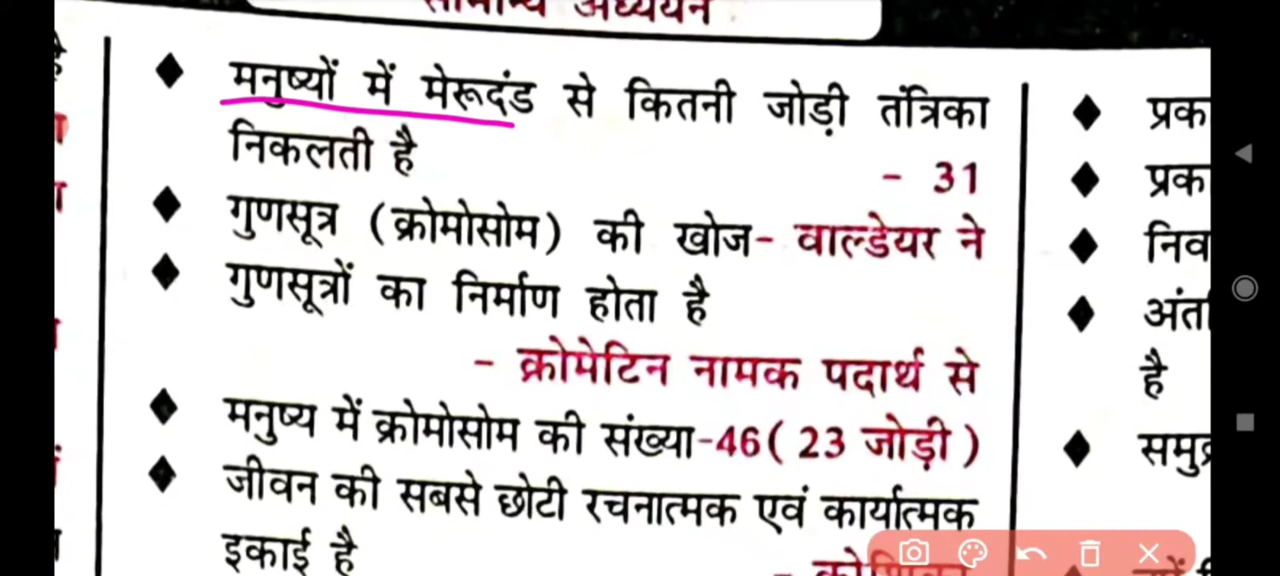 सामान्य अध्ययन
◆ मनुष्यों में मेरूदंड से कितनी जोड़ी तंत्रिका
निकलती है
- 31
◆ गुणसूत्र (क्रोमोसोम) की खोज- वाल्डेयर ने
◆ गुणसूत्रों का निर्माण होता है
- क्रोमेटिन नामक पदार्थ से
◆ मनुष्य में क्रोमोसोम की संख्या-46( 23 जोड़ी )
◆ जीवन की सबसे छोटी रचनात्मक एवं कार्यात्मक
इकाई है
है
◆ प्रक
◆ प्रक
◆ निव
◆
है
◆